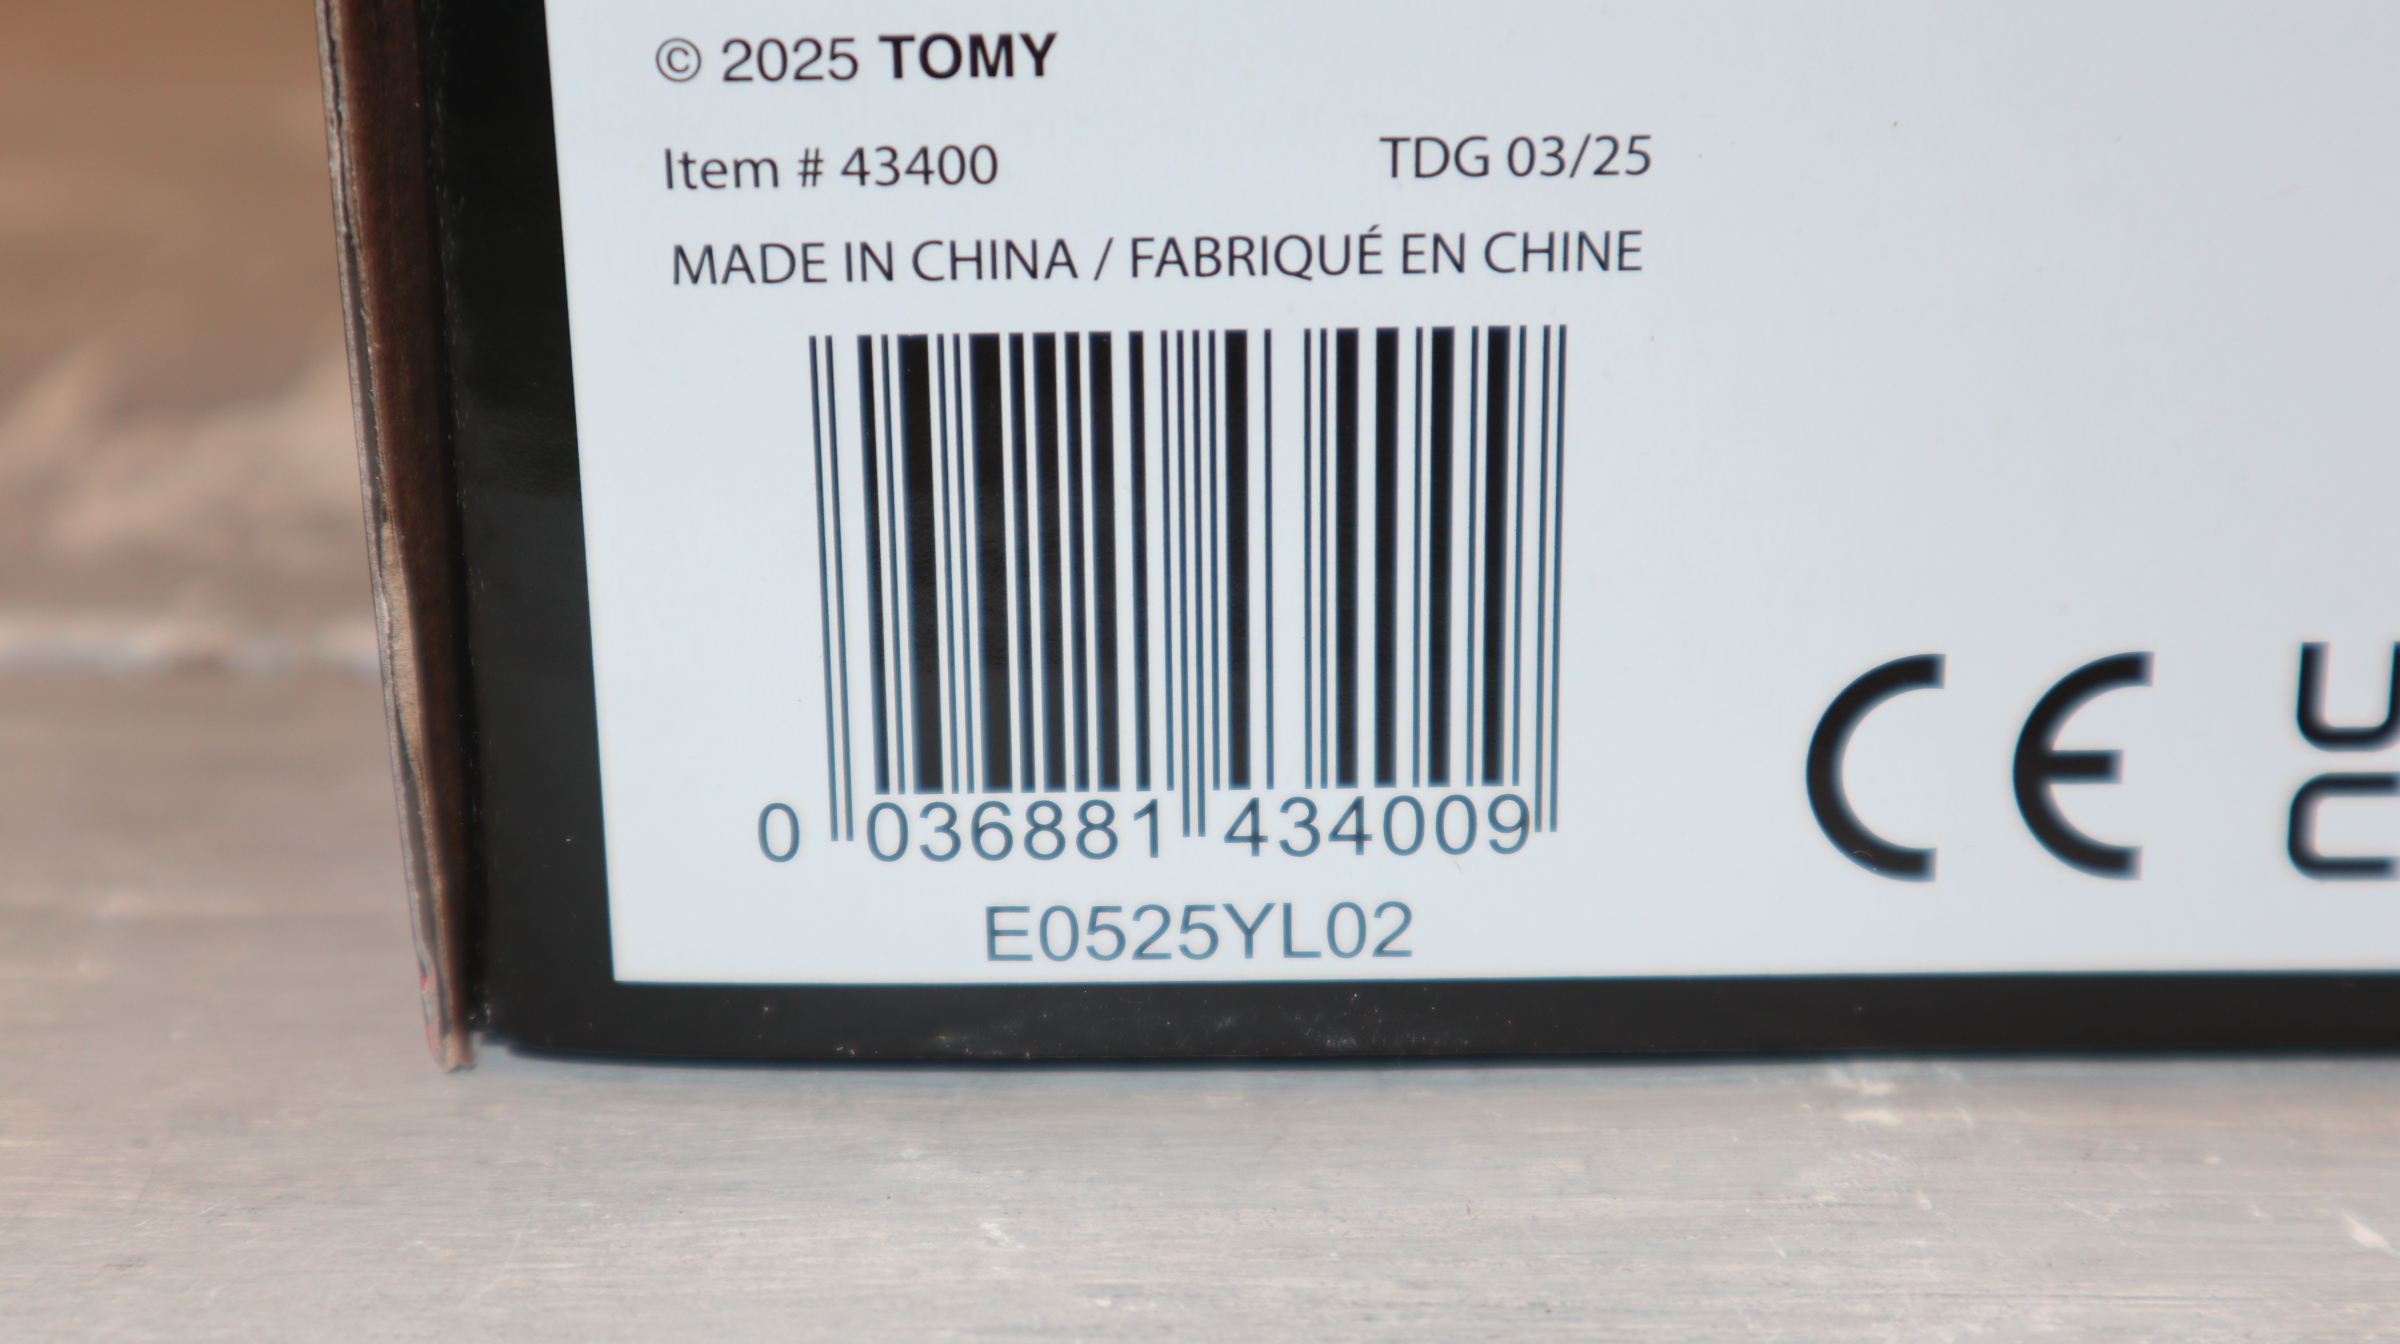 © 2025 TOMY
Item # 43400 TDG 03/25
MADE IN CHINA / FABRIQUÉ EN CHINE
0 036881 434009
E0525YL02
CE